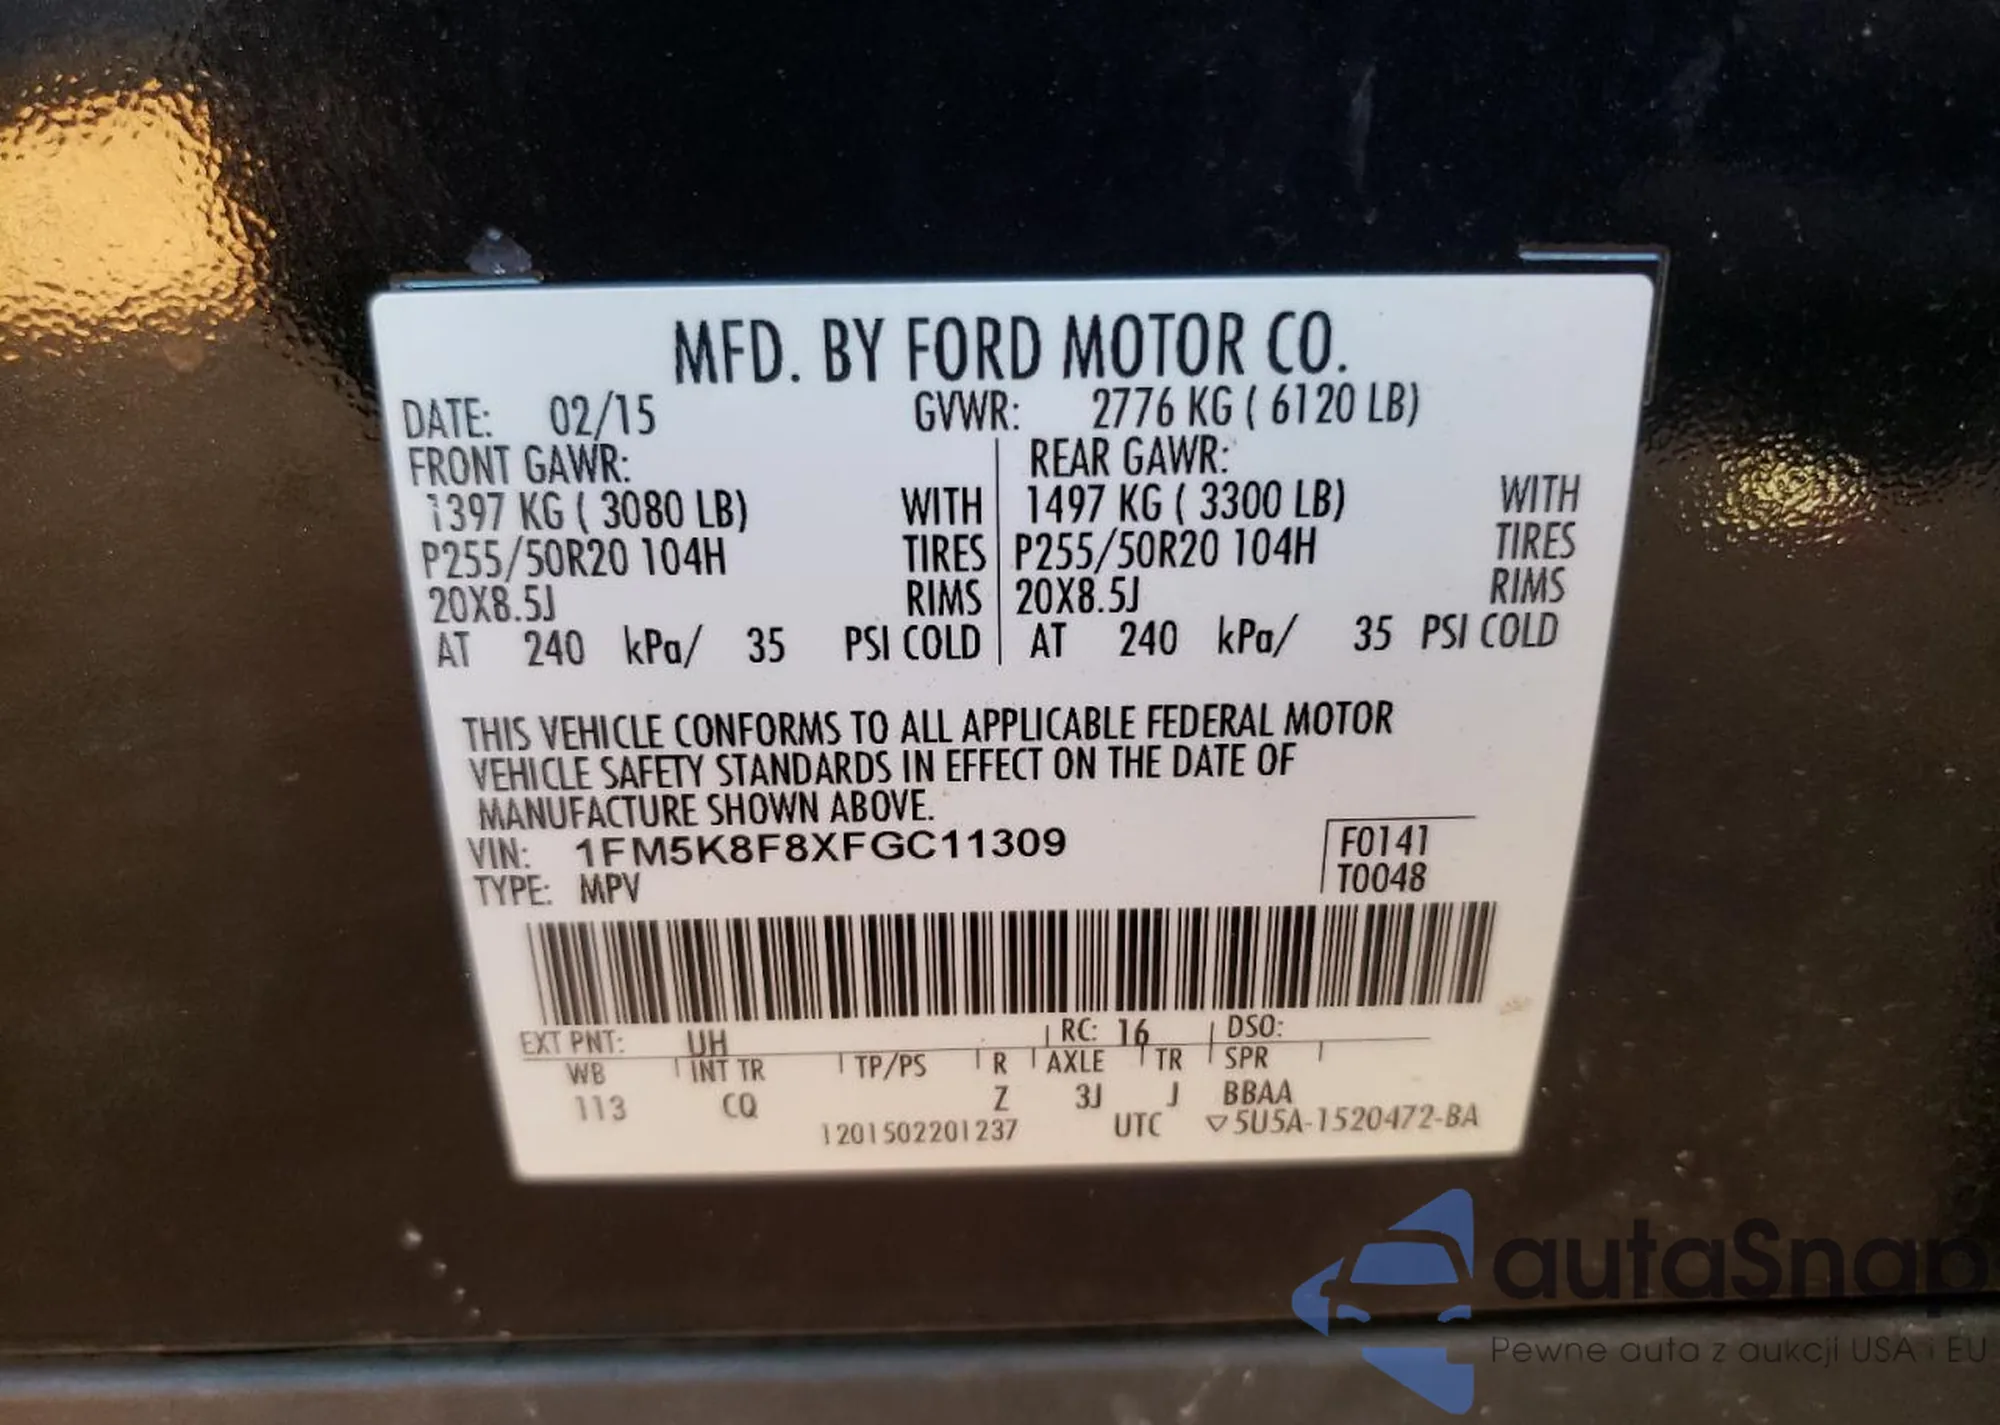 MFD. BY FORD MOTOR CO.
DATE: 02/15 GVWR: 2776 KG ( 6120 LB)
FRONT GAWR: REAR GAWR:
1397 KG ( 3080 LB) WITH 1497 KG ( 3300 LB) WITH
P255/50R20 104H TIRES P255/50R20 104H TIRES
20X8.5J RIMS 20X8.5J RIMS
AT 240 kPa/ 35 PSI COLD AT 240 kPa/ 35 PSI COLD
THIS VEHICLE CONFORMS TO ALL APPLICABLE FEDERAL MOTOR
VEHICLE SAFETY STANDARDS IN EFFECT ON THE DATE OF
MANUFACTURE SHOWN ABOVE.
VIN: 1FM5K8F8XFGC11309 F0141
TYPE: MPV T0048
EXT PNT: UH RC: 16 DSO:
WB INT TR TP/PS R AXLE TR SPR
113 CQ Z 3J J BBAA
1201502201237 UTC ▽5U5A-1520472-BA
autaSnap
Pewne auta z aukcji USA i EU